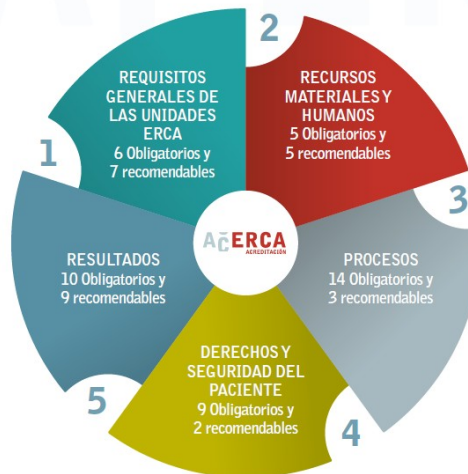 1
REQUISITOS
GENERALES DE
LAS UNIDADES
ERCA
6 Obligatorios y
7 recomendables
2
RECURSOS
MATERIALES Y
HUMANOS
5 Obligatorios y
5 recomendables
3
PROCESOS
14 Obligatorios y
3 recomendables
4
DERECHOS Y
SEGURIDAD DEL
PACIENTE
9 Obligatorios y
2 recomendables
5
RESULTADOS
10 Obligatorios y
9 recomendables
ACERCA
ACREDITACIÓN